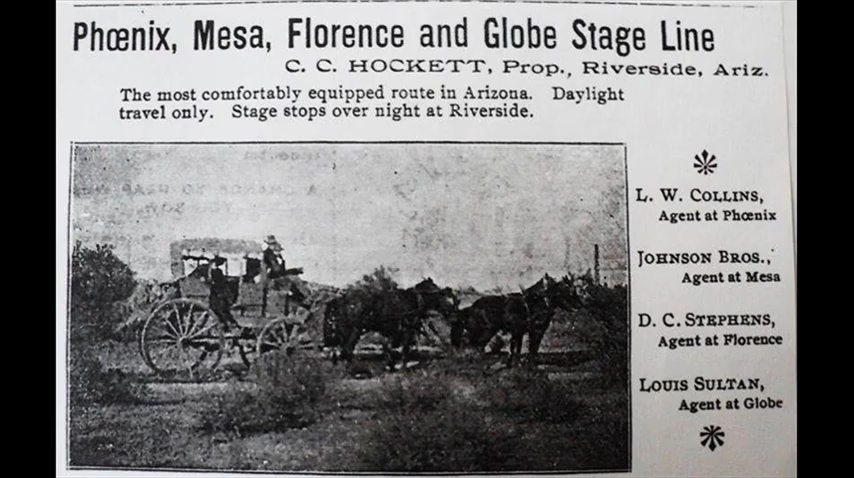 Phœnix, Mesa, Florence and Globe Stage Line
C. C. HOCKETT, Prop., Riverside, Ariz.
The most comfortably equipped route in Arizona. Daylight
travel only. Stage stops over night at Riverside.
L. W. COLLINS,
Agent at Phœnix
JOHNSON BROS.,
Agent at Mesa
D. C. STEPHENS,
Agent at Florence
LOUIS SULTAN,
Agent at Globe